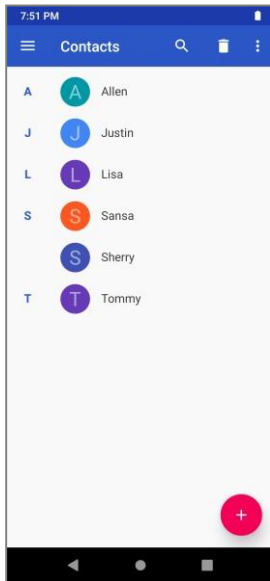 7:51 PM
Contacts
A A Allen
J J Justin
L L Lisa
S S Sansa
S Sherry
T T Tommy
+